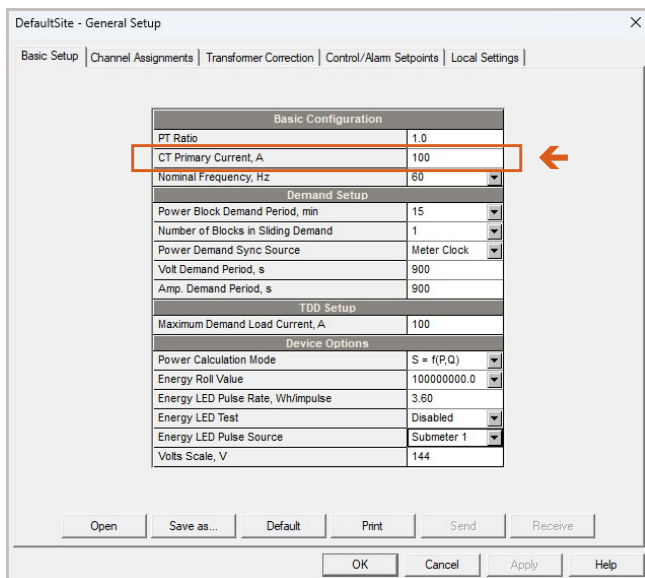 DefaultSite - General Setup
Basic Setup Channel Assignments Transformer Correction Control/Alarm Setpoints Local Settings
Basic Configuration
PT Ratio 1.0
CT Primary Current, A 100
Nominal Frequency, Hz 60
Demand Setup
Power Block Demand Period, min 15
Number of Blocks in Sliding Demand 1
Power Demand Sync Source Meter Clock
Volt Demand Period, s 900
Amp. Demand Period, s 900
TDD Setup
Maximum Demand Load Current, A 100
Device Options
Power Calculation Mode S = f(P,Q)
Energy Roll Value 100000000.0
Energy LED Pulse Rate, Wh/impulse 3.60
Energy LED Test Disabled
Energy LED Pulse Source Submeter 1
Volts Scale, V 144
Open Save as... Default Print Send Receive
OK Cancel Apply Help